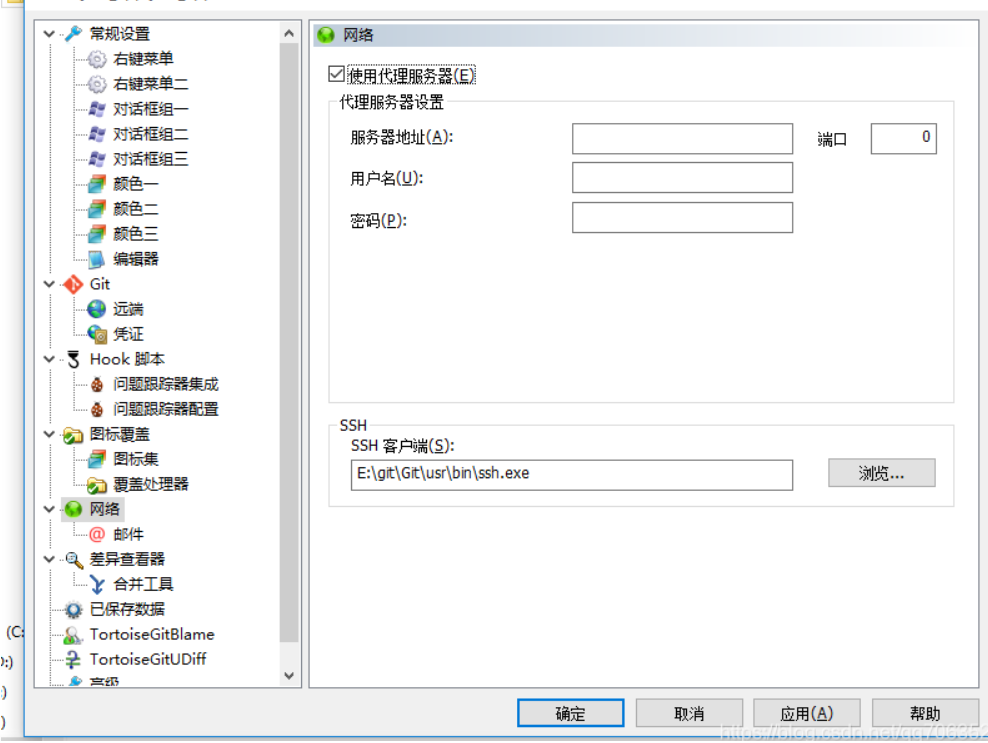 常规设置
右键菜单
右键菜单二
对话框组一
对话框组二
对话框组三
颜色一
颜色二
颜色三
编辑器
Git
远端
凭证
Hook 脚本
问题跟踪器集成
问题跟踪器配置
图标覆盖
图标集
覆盖处理器
网络
邮件
差异查看器
合并工具
已保存数据
TortoiseGitBlame
TortoiseGitUDiff
高级
网络
使用代理服务器(E)
代理服务器设置
服务器地址(A):
端口
0
用户名(U):
密码(P):
SSH
SSH 客户端(S):
E:\git\Git\usr\bin\ssh.exe
浏览...
(C:
):)
:)
)
确定
取消
应用(A)
帮助